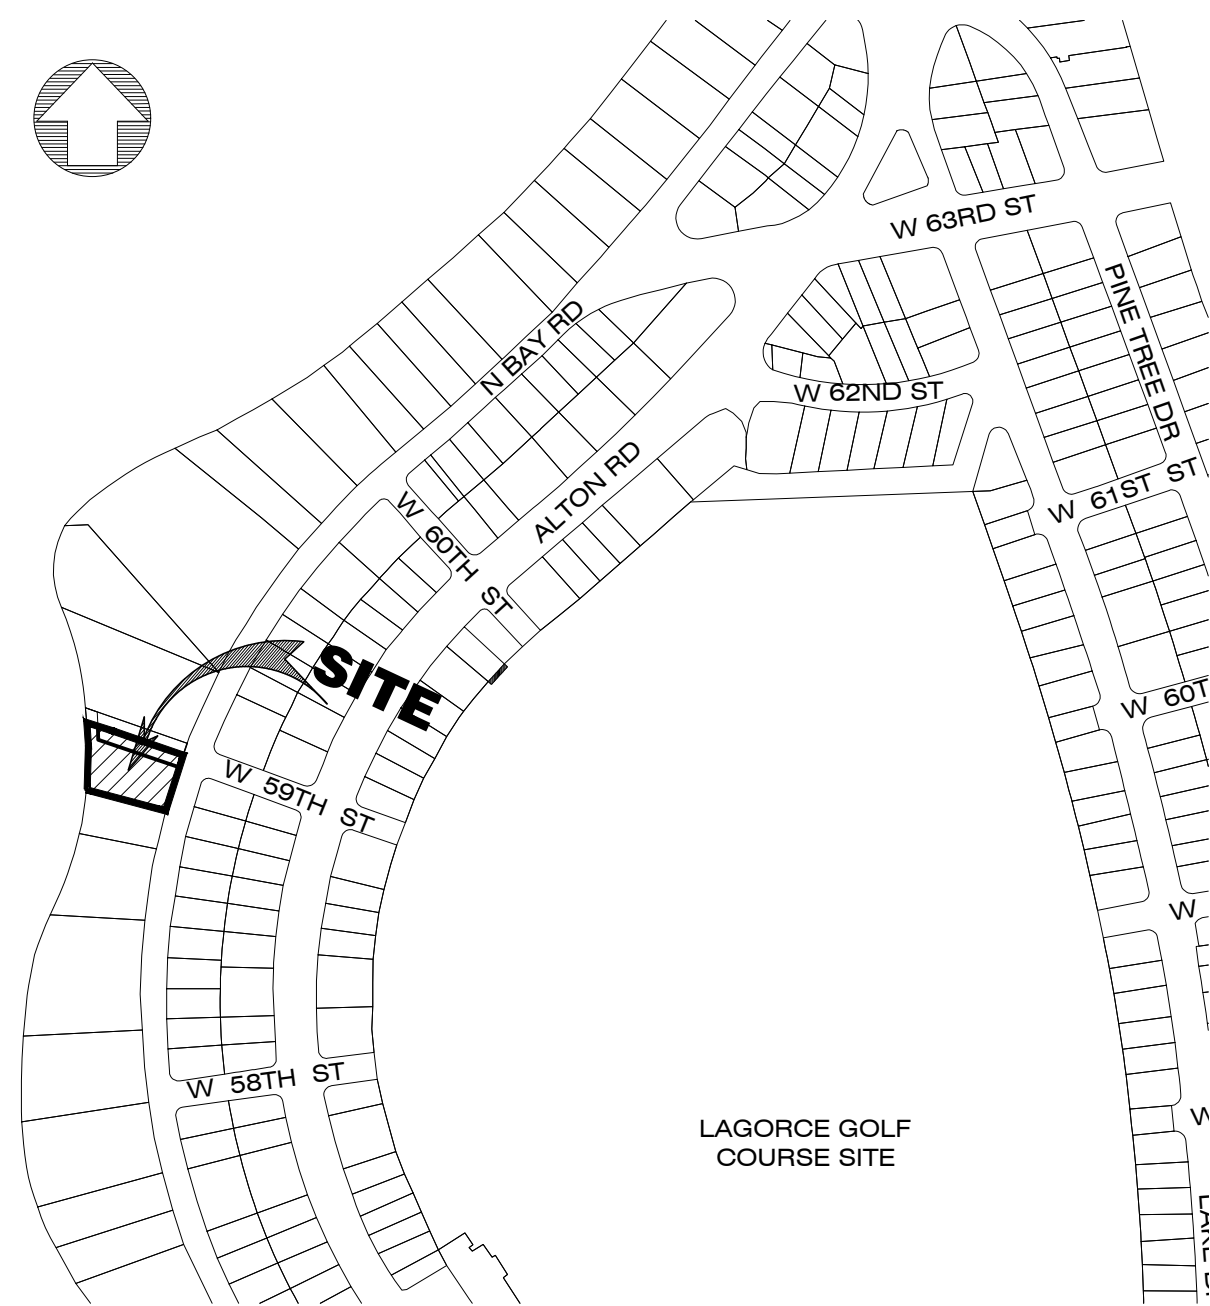 W 63RD ST
PINE TREE DR
N BAY RD
W 62ND ST
ALTON RD
W 61ST ST
W 60TH ST
SITE
W 60T
W 59TH ST
W
W 58TH ST
W
LAGORCE GOLF
COURSE SITE
LAKE D